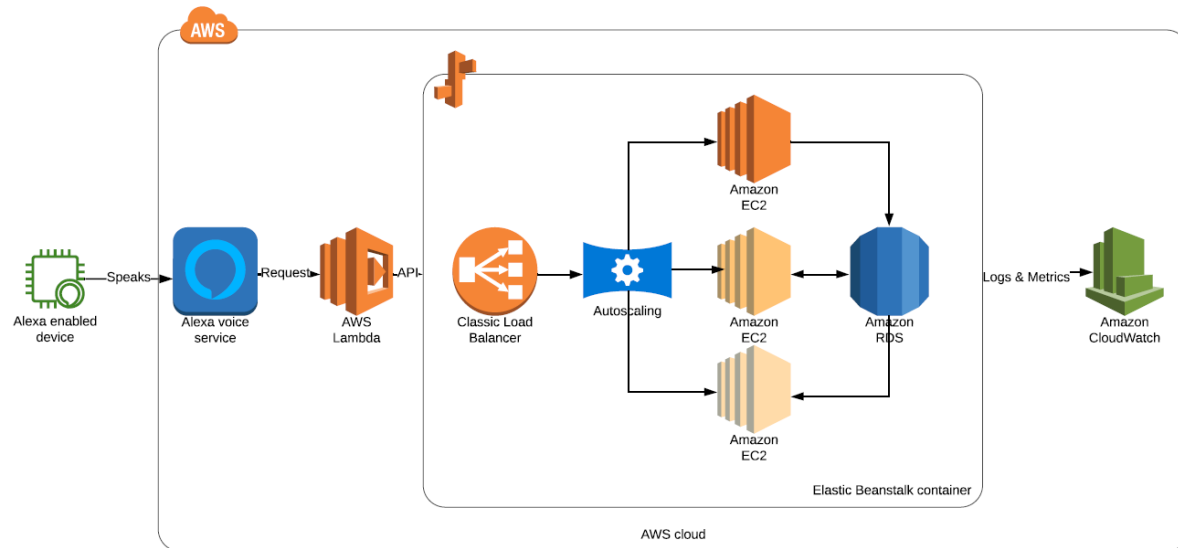 AWS
Speaks
Alexa enabled
device
Alexa voice
service
Request
AWS
Lambda
API
Classic Load
Balancer
Autoscaling
Amazon
EC2
Amazon
EC2
Amazon
EC2
Amazon
RDS
Logs & Metrics
Amazon
CloudWatch
Elastic Beanstalk container
AWS cloud